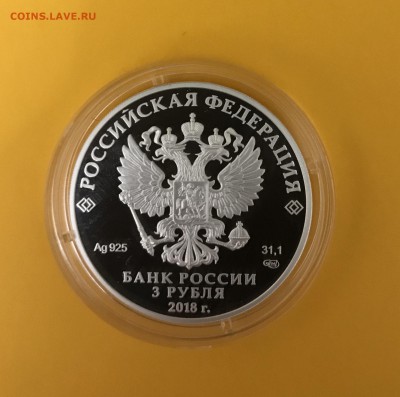 COINS.LAVE.RU
РОССИЙСКАЯ ФЕДЕРАЦИЯ
Ag 925
31,1
БАНК РОССИИ
3 РУБЛЯ
2018 г.